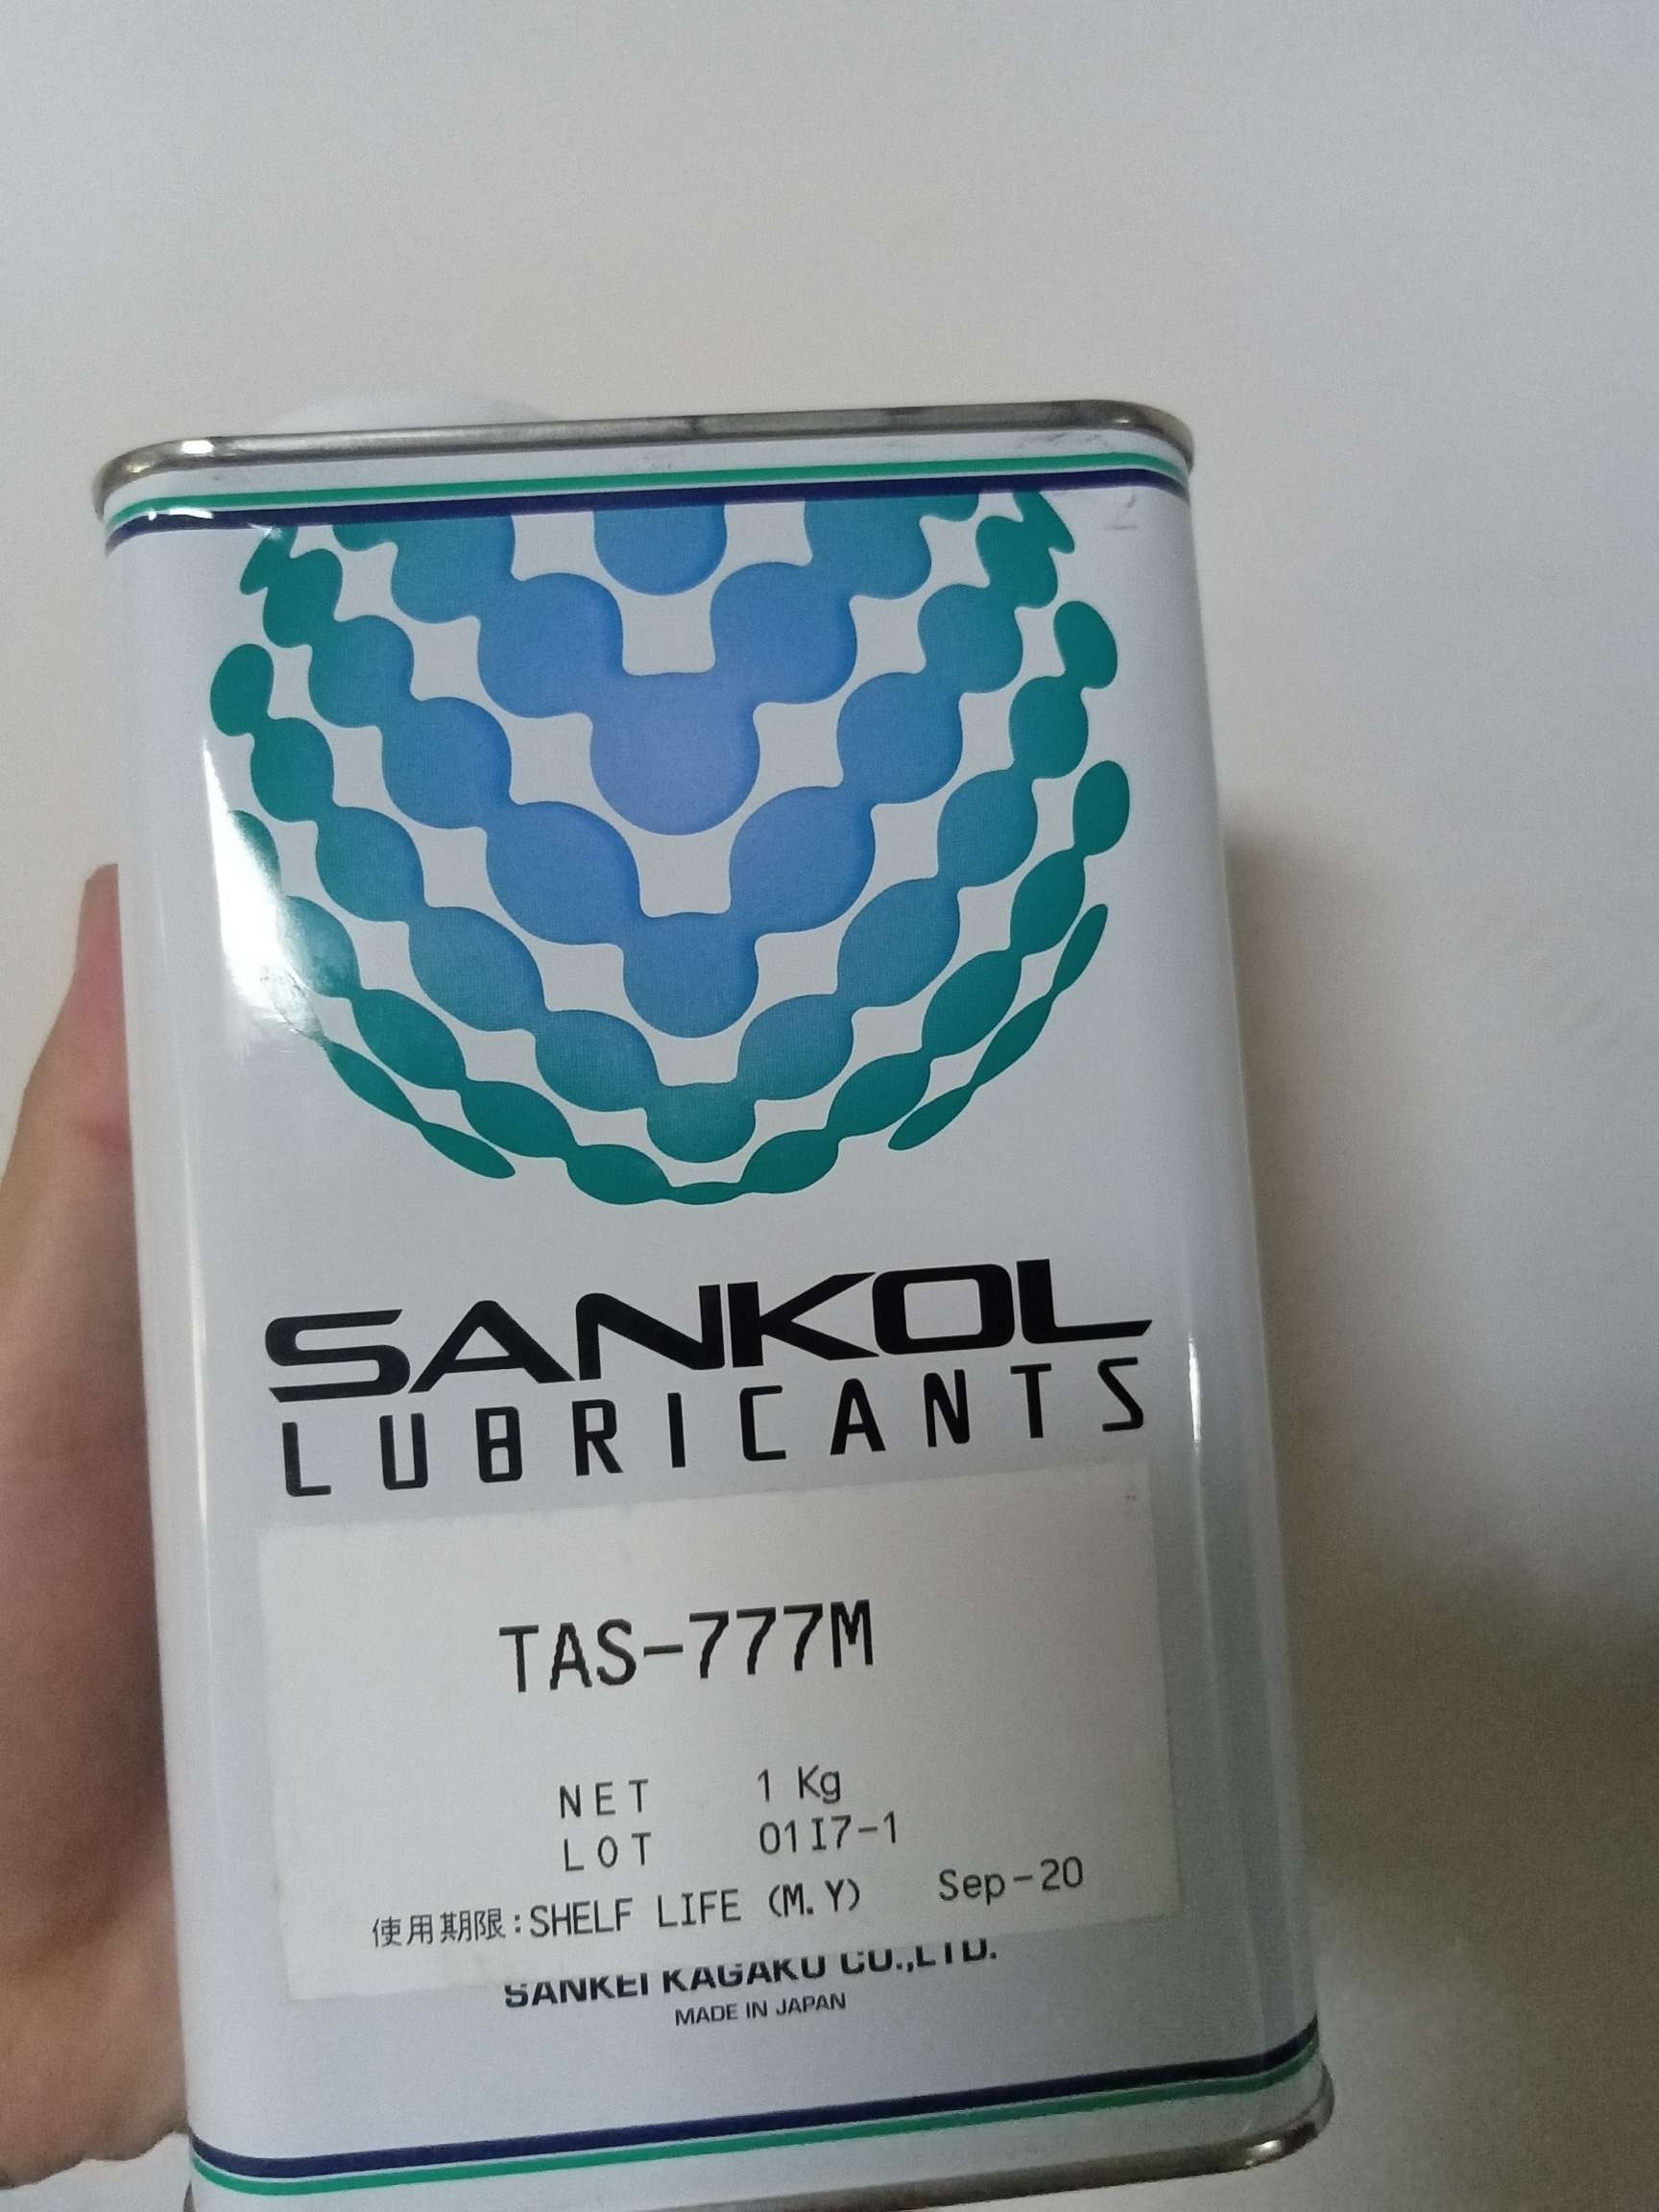 SANKOL
LUBRICANTS
TAS-777M
NET 1 Kg
LOT 01I7-1
使用期限:SHELF LIFE (M.Y) Sep-20
SANKEI KAGAKU CO.,LTD.
MADE IN JAPAN